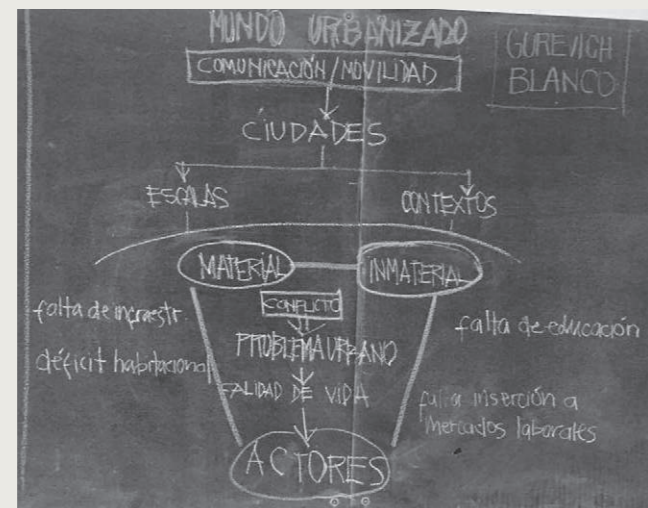 MUNDO URBANIZADO
GUREVICH
BLANCO
COMUNICACIÓN/MOVILIDAD
CIUDADES
ESCALAS
CONTEXTOS
MATERIAL
INMATERIAL
CONFLICTO
falta de infraestr.
falta de educación
PROBLEMA URBANO
déficit habitacional
CALIDAD DE VIDA
falta inserción a
mercados laborales
ACTORES